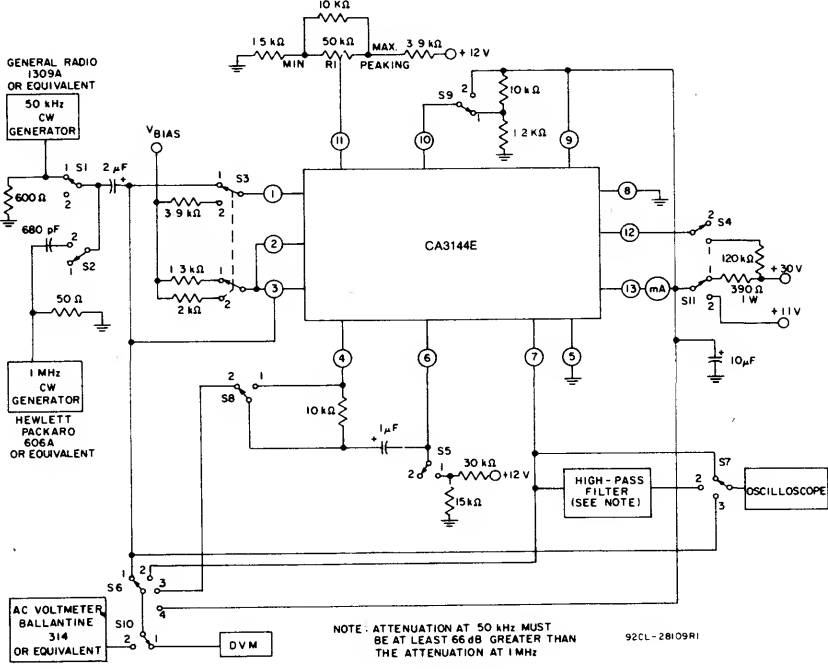 10 KΩ
1.5 kΩ
50 kΩ
MAX.
3.9 kΩ
+12 V
MIN
R1
PEAKING
GENERAL RADIO
1309A
OR EQUIVALENT
50 kHz
CW
GENERATOR
VBIAS
S9
2
1
10 kΩ
1.2 KΩ
11
10
9
1
S1
2 µF
+
2
600 Ω
680 pF
2
1
S2
50 Ω
1
S3
2
3.9 kΩ
1.3 kΩ
1
2 kΩ
2
1
2
3
CA3144E
8
12
13
mA
2
S4
1
1
S11
2
120 kΩ
390 Ω
1 W
+30 V
+11 V
+
10 µF
4
6
7
5
1 MHz
CW
GENERATOR
HEWLETT
PACKARO
606A
OR EQUIVALENT
2
1
S8
10 kΩ
1 µF
+
S5
2
1
30 kΩ
+12 V
15 kΩ
HIGH-PASS
FILTER
(SEE NOTE)
S7
1
2
3
OSCILLOSCOPE
1
2
3
4
S6
S10
2
1
AC VOLTMETER
BALLANTINE
314
OR EQUIVALENT
DVM
NOTE: ATTENUATION AT 50 kHz MUST
BE AT LEAST 66 dB GREATER THAN
THE ATTENUATION AT 1 MHz
92CL-28109R1